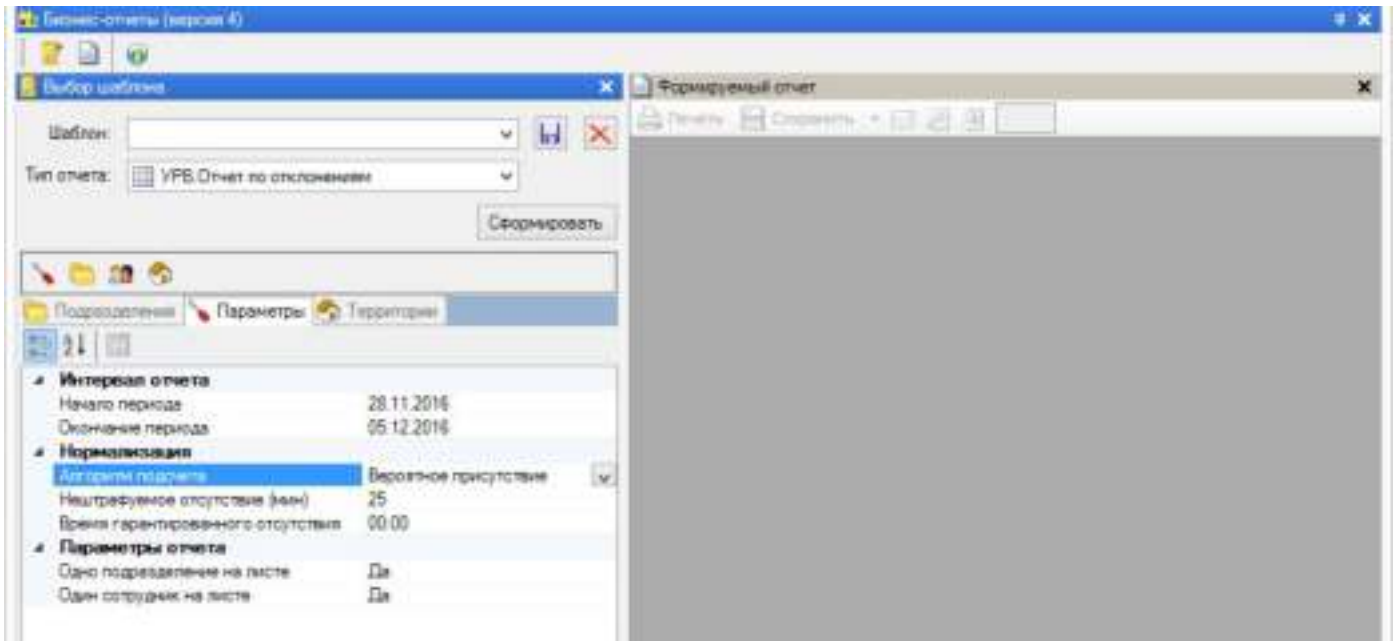 Бизнес-отчеты (версия 4)
Выбор шаблона
Шаблон:
Тип отчета: УРВ.Отчет по отклонениям
Сформировать
Подразделения Параметры Территории
Интервал отчета
Начало периода 28.11.2016
Окончание периода 05.12.2016
Нормализация
Алгоритм подсчета Вероятное присутствие
Нештрафуемое отсутствие (мин) 25
Время гарантированного отсутствия 00:00
Параметры отчета
Одно подразделение на листе Да
Один сотрудник на листе Да
Формируемый отчет
Печать Сохранить